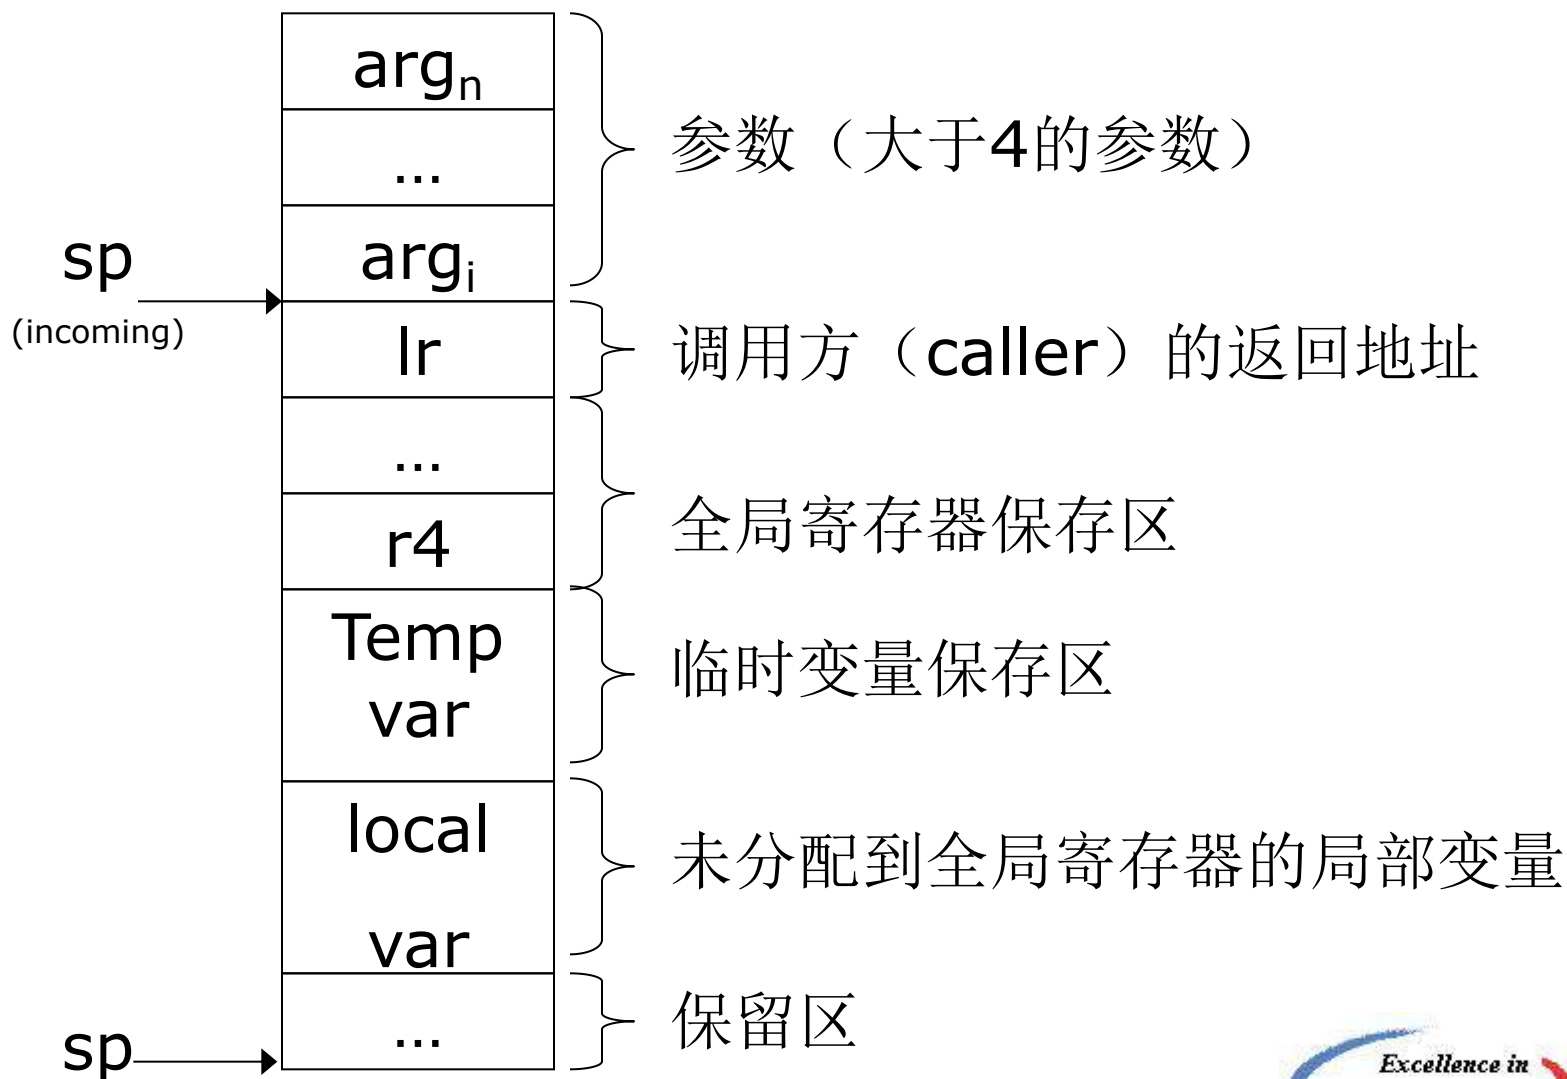 argn
...
参数（大于4的参数）
sp
(incoming)
argi
lr
调用方（caller）的返回地址
...
r4
全局寄存器保存区
Temp
var
临时变量保存区
local
var
未分配到全局寄存器的局部变量
sp
...
保留区
Excellence in